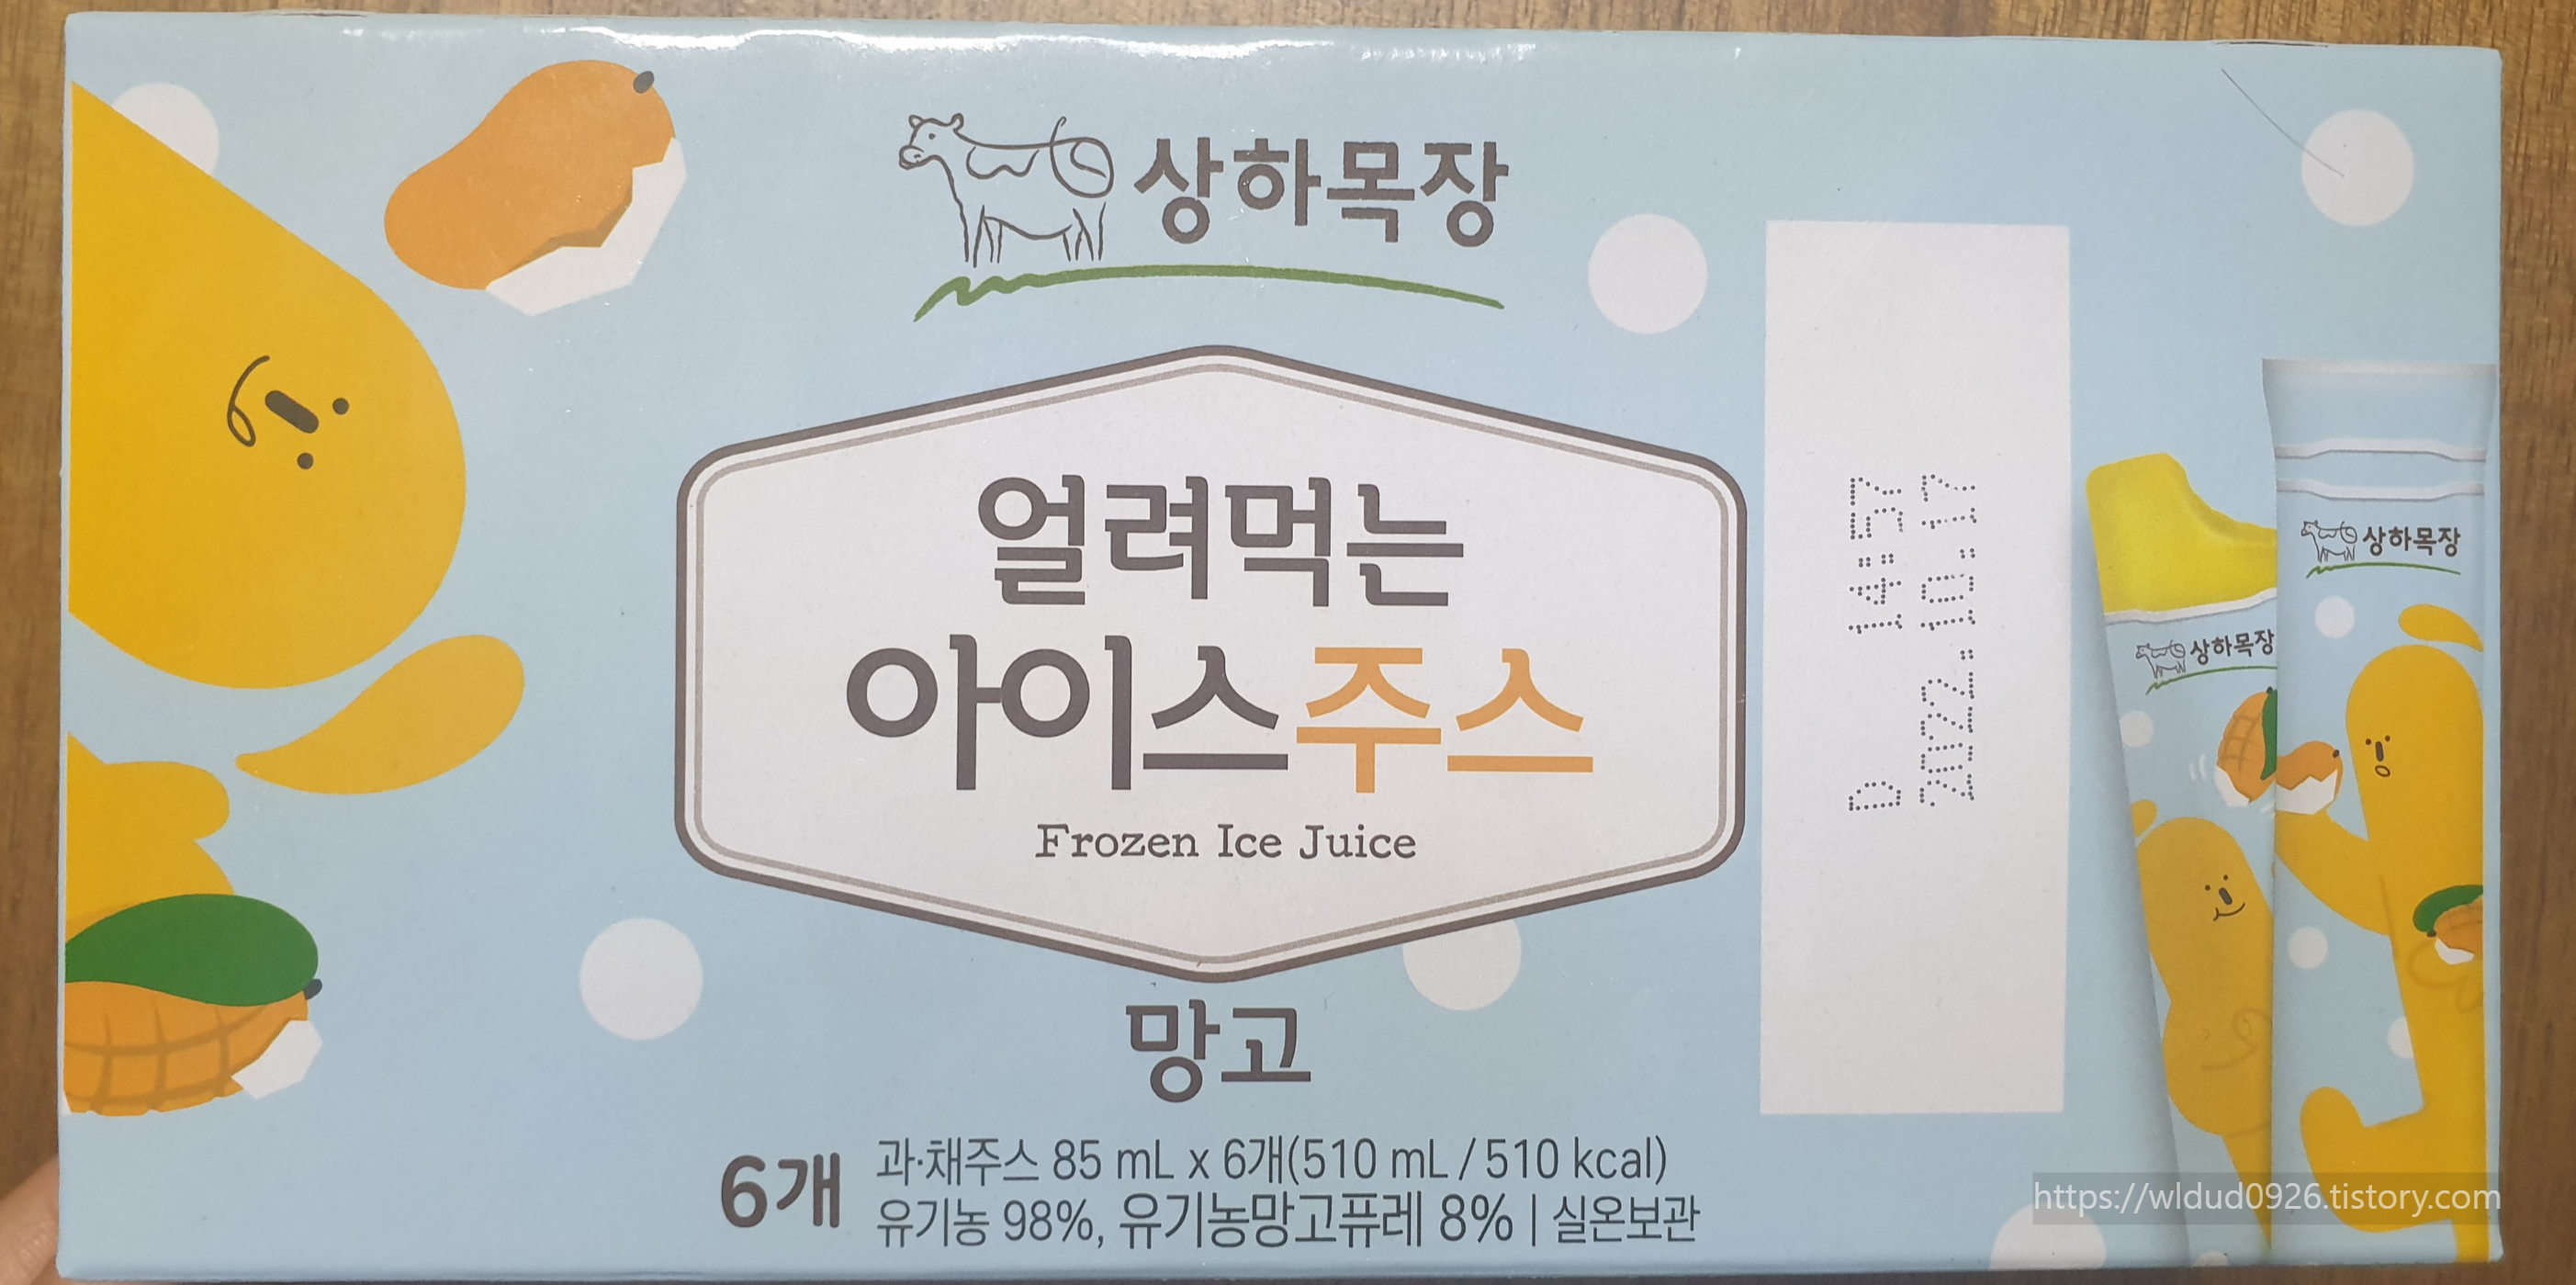 상하목장
얼려먹는
아이스주스
Frozen Ice Juice
망고
6개
과·채주스 85 mL x 6개(510 mL / 510 kcal)
유기농 98%, 유기농망고퓨레 8% | 실온보관
D 14:57
2022.10.17
상하목장
상하목장
https://wldud0926.tistory.com